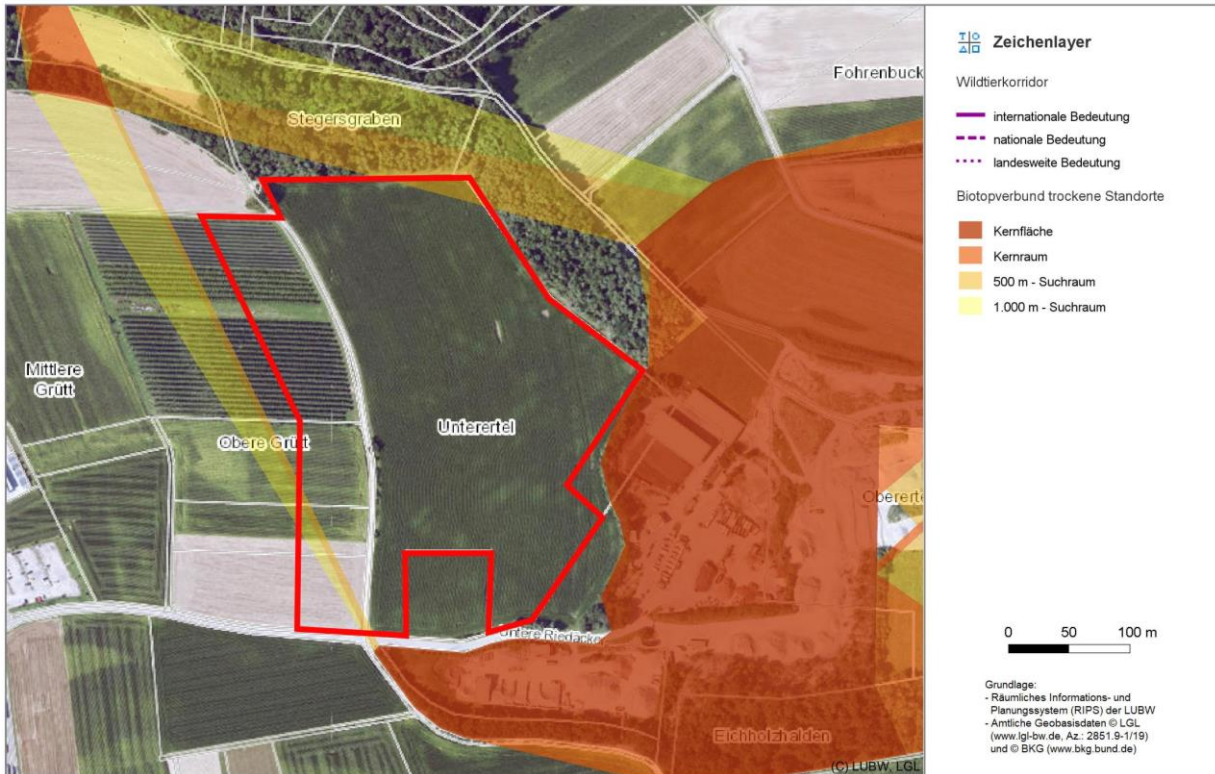 Fohrenbuck
Stegersgraben
Mittlere
Grütt
Obere Grütt
Unterertel
Untere Riedäcke
Eichholzhalden
(C) LUBW, LGL
Zeichenlayer
Wildtierkorridor
internationale Bedeutung
nationale Bedeutung
landesweite Bedeutung
Biotopverbund trockene Standorte
Kernfläche
Kernraum
500 m - Suchraum
1.000 m - Suchraum
0 50 100 m
Grundlage:
- Räumliches Informations- und
Planungssystem (RIPS) der LUBW
- Amtliche Geobasisdaten © LGL
(www.lgl-bw.de, Az.: 2851.9-1/19)
und © BKG (www.bkg.bund.de)